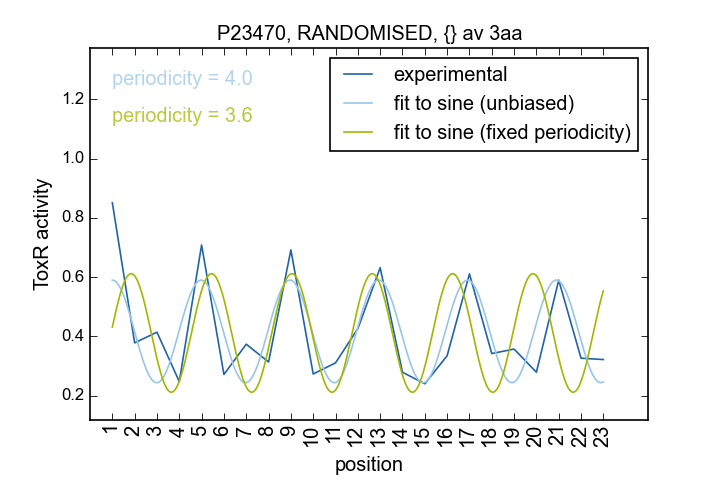 P23470, RANDOMISED, {} av 3aa
periodicity = 4.0
periodicity = 3.6
experimental
fit to sine (unbiased)
fit to sine (fixed periodicity)
ToxR activity
1.2
1.0
0.8
0.6
0.4
0.2
1 2 3 4 5 6 7 8 9 10 11 12 13 14 15 16 17 18 19 20 21 22 23
position